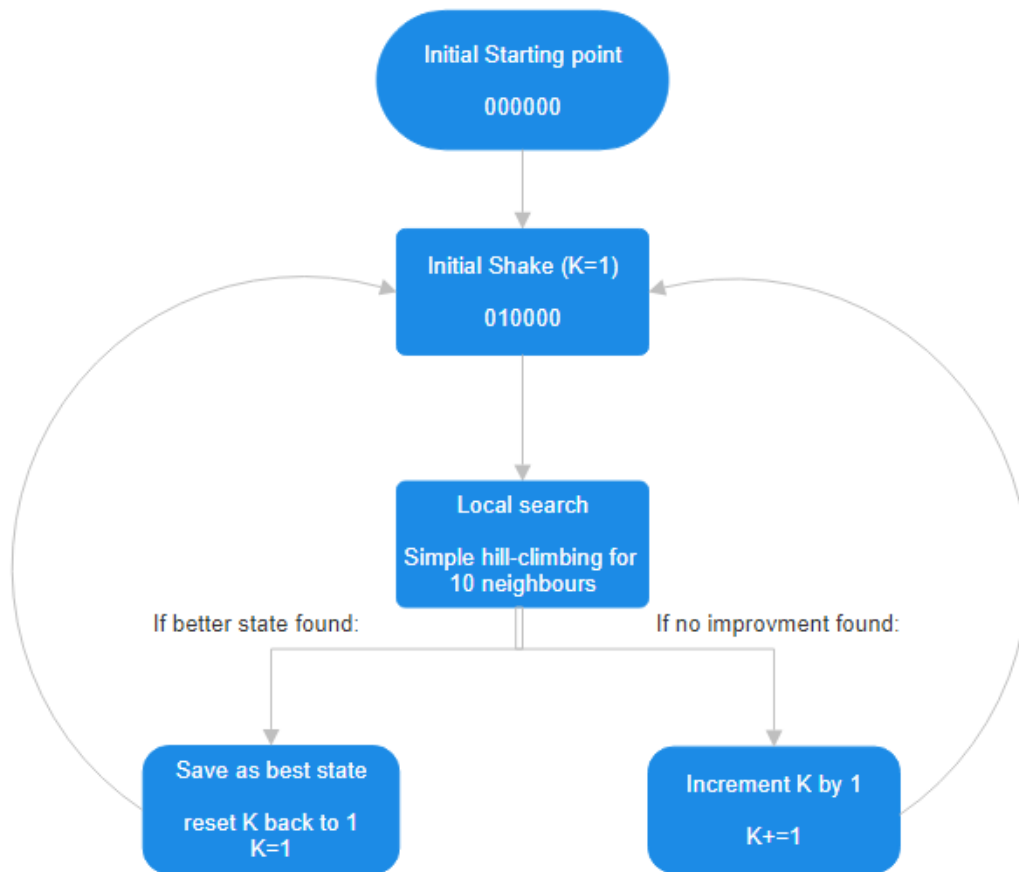 Initial Starting point
000000
Initial Shake (K=1)
010000
Local search
Simple hill-climbing for
10 neighbours
If better state found:
If no improvment found:
Save as best state
reset K back to 1
K=1
Increment K by 1
K+=1